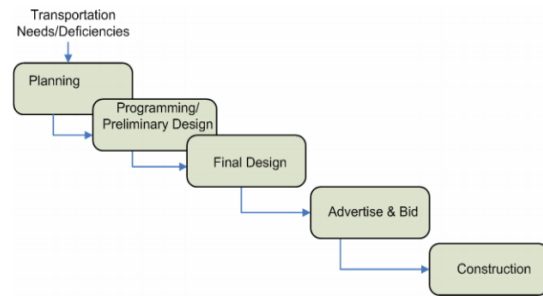 Transportation
Needs/Deficiencies
Planning
Programming/
Preliminary Design
Final Design
Advertise & Bid
Construction